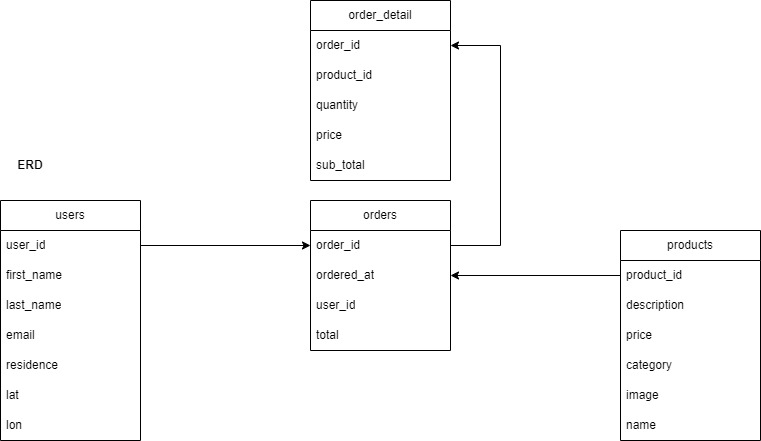 order_detail
order_id
product_id
quantity
price
sub_total
ERD
users
user_id
first_name
last_name
email
residence
lat
lon
orders
order_id
ordered_at
user_id
total
products
product_id
description
price
category
image
name